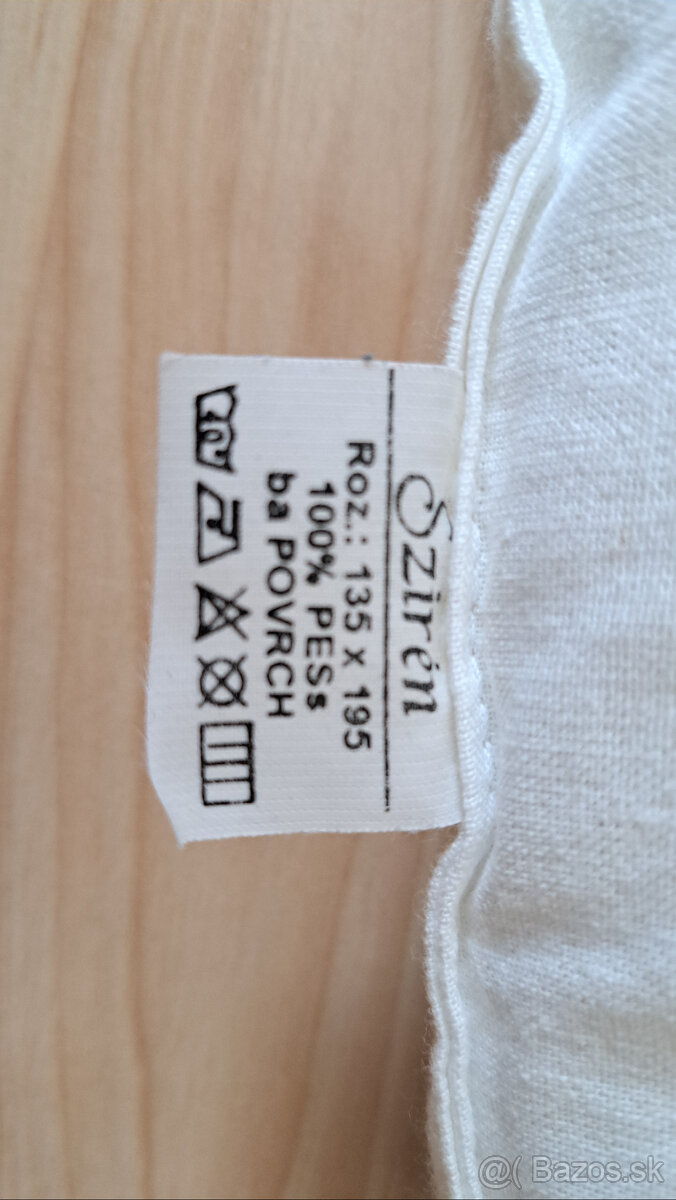 Szirén
Roz.: 135 x 195
100% PESs
ba POVRCH
@( Bazos.sk